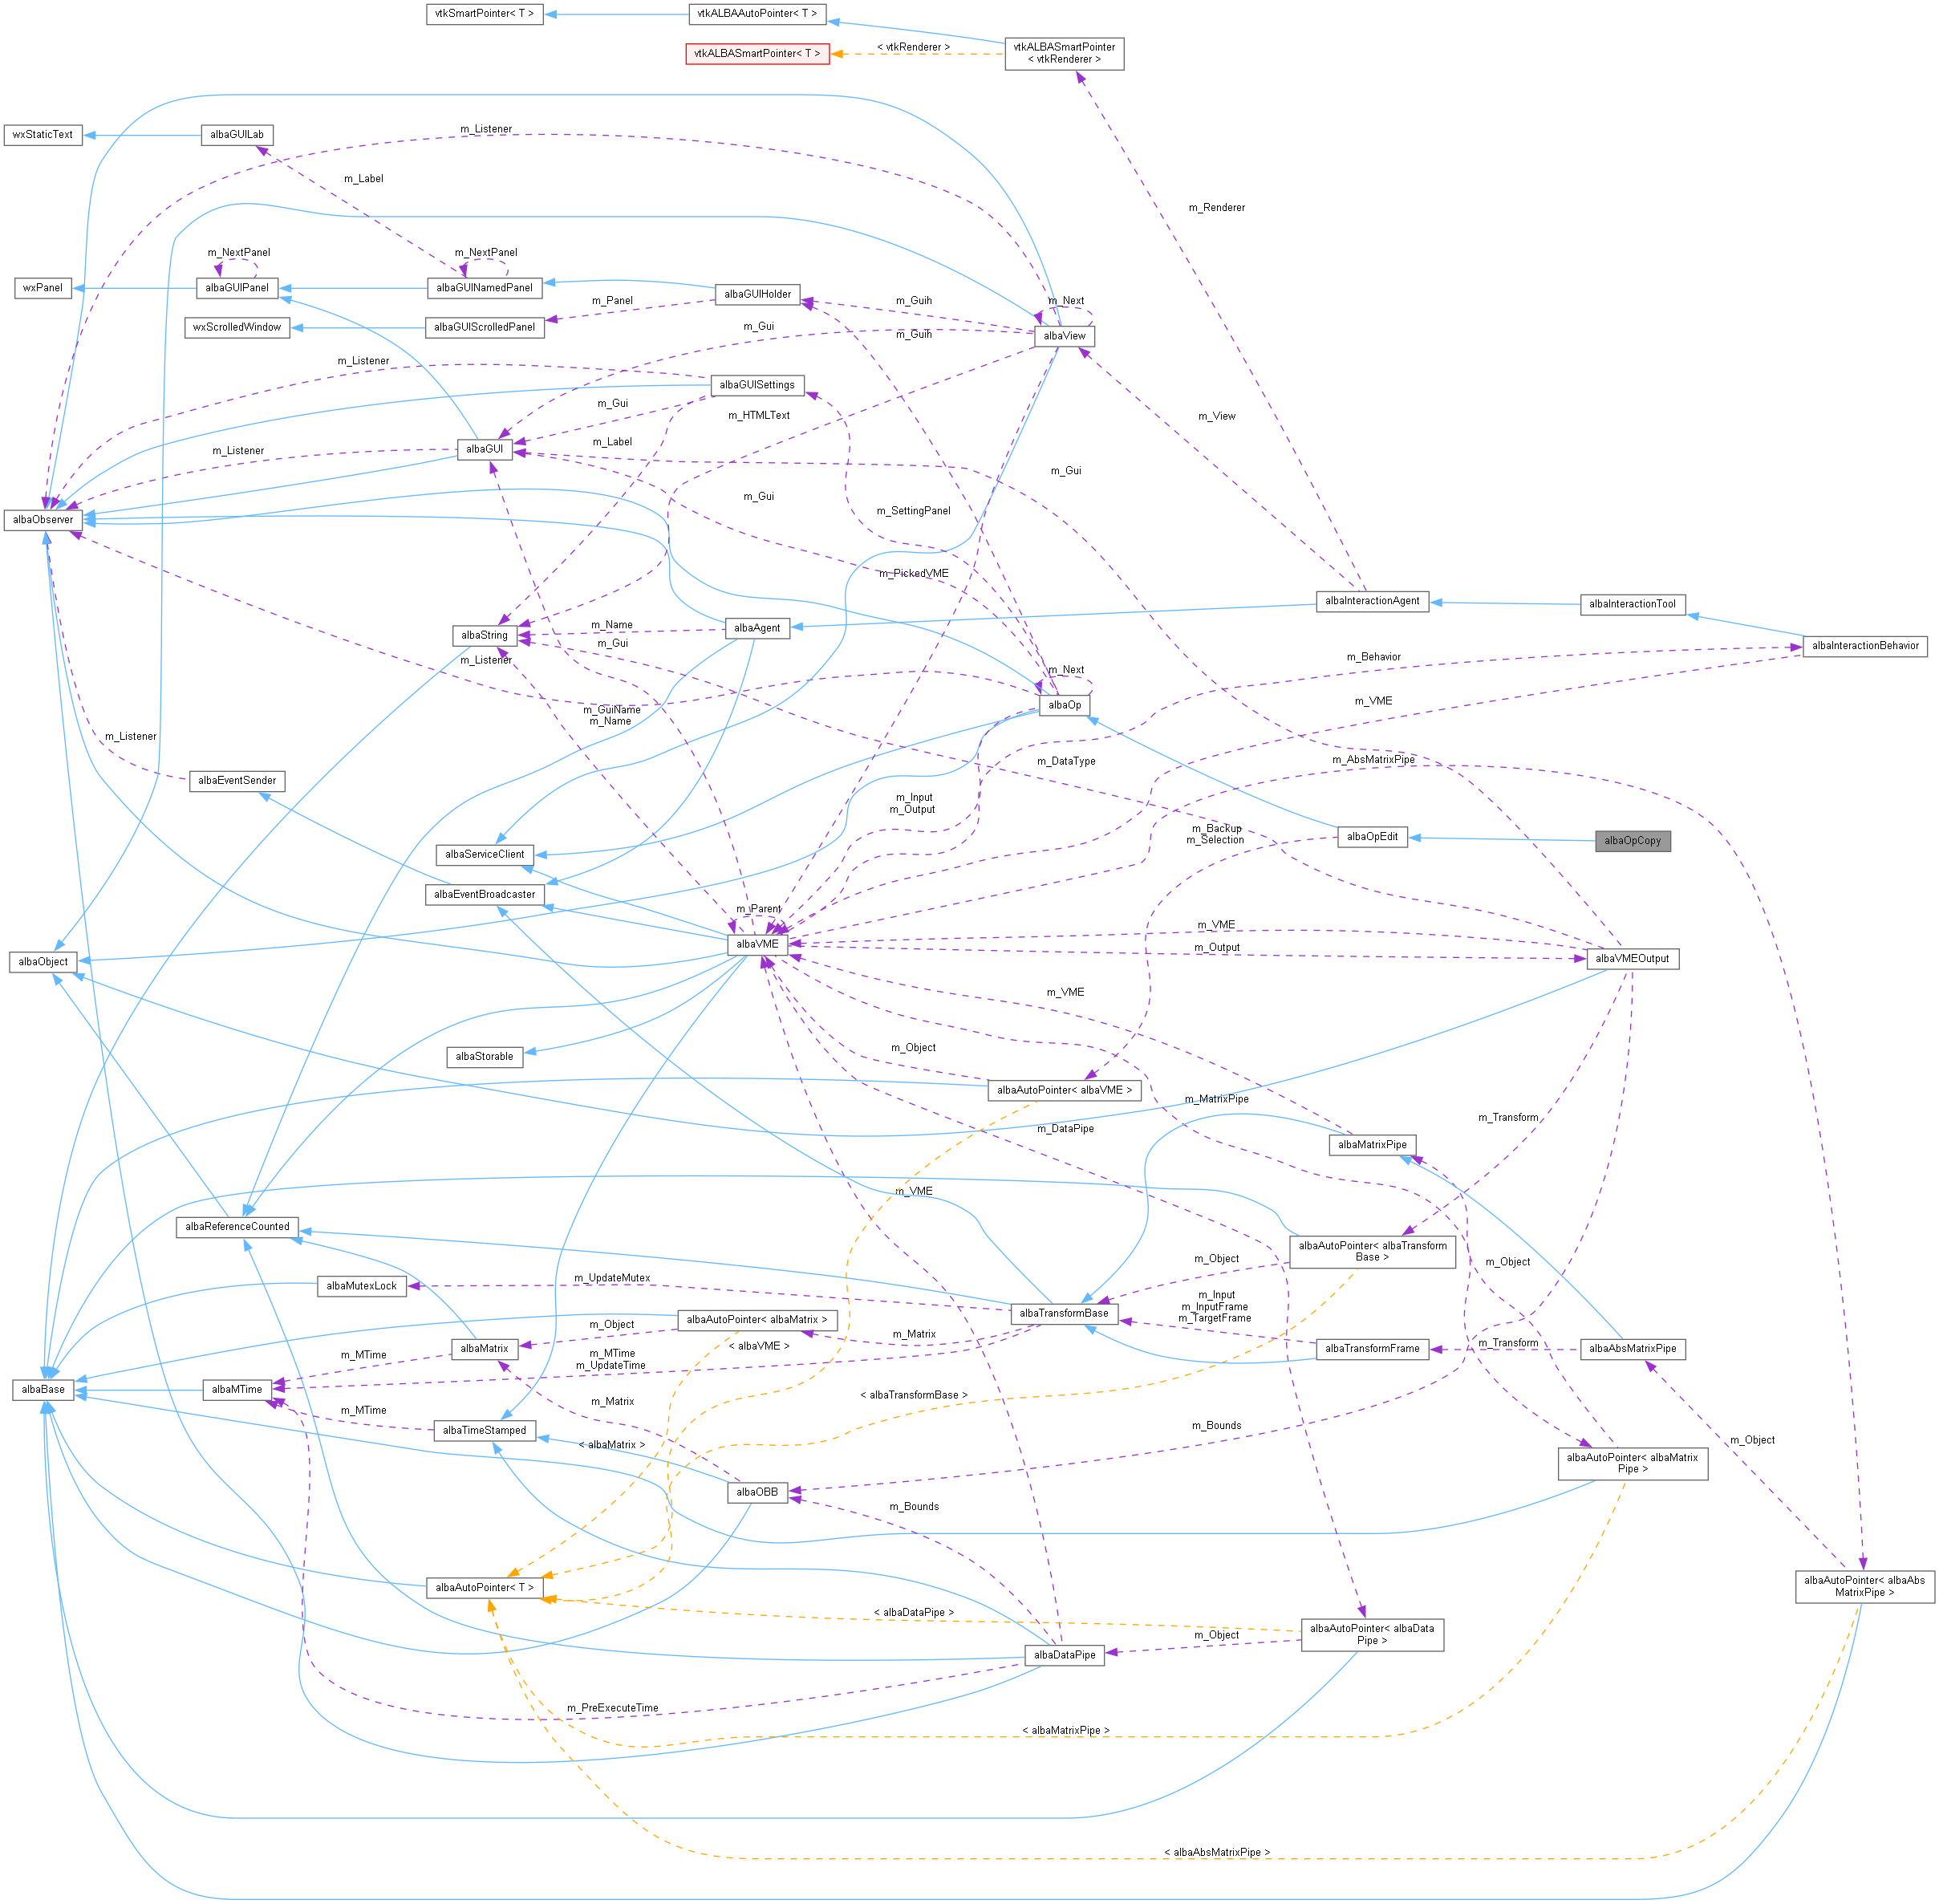 vtkSmartPointer< T >
vtkALBAAutoPointer< T >
vtkALBASmartPointer< T >
< vtkRenderer >
vtkALBASmartPointer
< vtkRenderer >
wxStaticText
albaGUILab
m_Listener
m_Label
m_Renderer
m_NextPanel
m_NextPanel
wxPanel
albaGUIPanel
albaGUINamedPanel
albaGUIHolder
m_Panel
m_Guih
m_Next
wxScrolledWindow
albaGUIScrolledPanel
m_Gui
m_Guih
albaView
m_Listener
albaGUISettings
m_Gui
m_HTMLText
m_View
m_Label
albaGUI
m_Listener
m_Gui
m_Gui
albaObserver
m_SettingPanel
m_PickedVME
albaInteractionAgent
albaInteractionTool
albaString
m_Name
albaAgent
m_Gui
albaInteractionBehavior
m_Listener
m_Next
m_Behavior
albaOp
m_VME
m_GuiName
m_Name
m_Listener
m_DataType
m_AbsMatrixPipe
albaEventSender
m_Input
m_Output
m_Backup
m_Selection
albaOpEdit
albaOpCopy
albaServiceClient
albaEventBroadcaster
m_Parent
albaVME
m_VME
m_Output
albaVMEOutput
albaObject
m_VME
albaStorable
m_Object
albaAutoPointer< albaVME >
m_MatrixPipe
m_DataPipe
m_Transform
albaMatrixPipe
m_VME
albaReferenceCounted
albaAutoPointer< albaTransform
Base >
m_Object
m_Object
m_UpdateMutex
albaMutexLock
m_Input
m_InputFrame
m_TargetFrame
albaAutoPointer< albaMatrix >
albaTransformBase
m_Object
m_Matrix
< albaVME >
albaMatrix
albaTransformFrame
m_Transform
albaAbsMatrixPipe
m_MTime
m_MTime
m_UpdateTime
albaBase
albaMTime
m_Matrix
< albaTransformBase >
m_MTime
albaTimeStamped
m_Bounds
< albaMatrix >
m_Object
albaAutoPointer< albaMatrix
Pipe >
albaOBB
m_Bounds
albaAutoPointer< T >
albaAutoPointer< albaAbs
MatrixPipe >
< albaDataPipe >
albaAutoPointer< albaData
Pipe >
m_Object
albaDataPipe
m_PreExecuteTime
< albaMatrixPipe >
< albaAbsMatrixPipe >